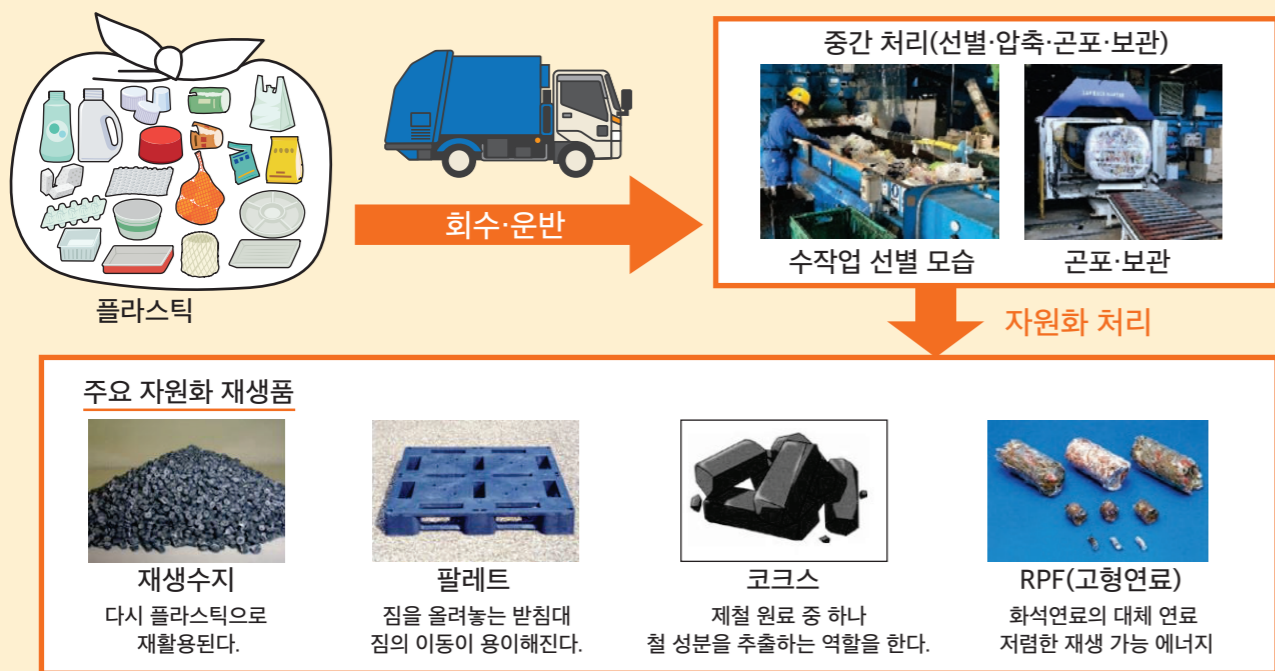 중간 처리(선별·압축·곤포·보관)
회수·운반
수작업 선별 모습
곤포·보관
플라스틱
자원화 처리
주요 자원화 재생품
재생수지
다시 플라스틱으로
재활용된다.
팔레트
짐을 올려놓는 받침대
짐의 이동이 용이해진다.
코크스
제철 원료 중 하나
철 성분을 추출하는 역할을 한다.
RPF(고형연료)
화석연료의 대체 연료
저렴한 재생 가능 에너지